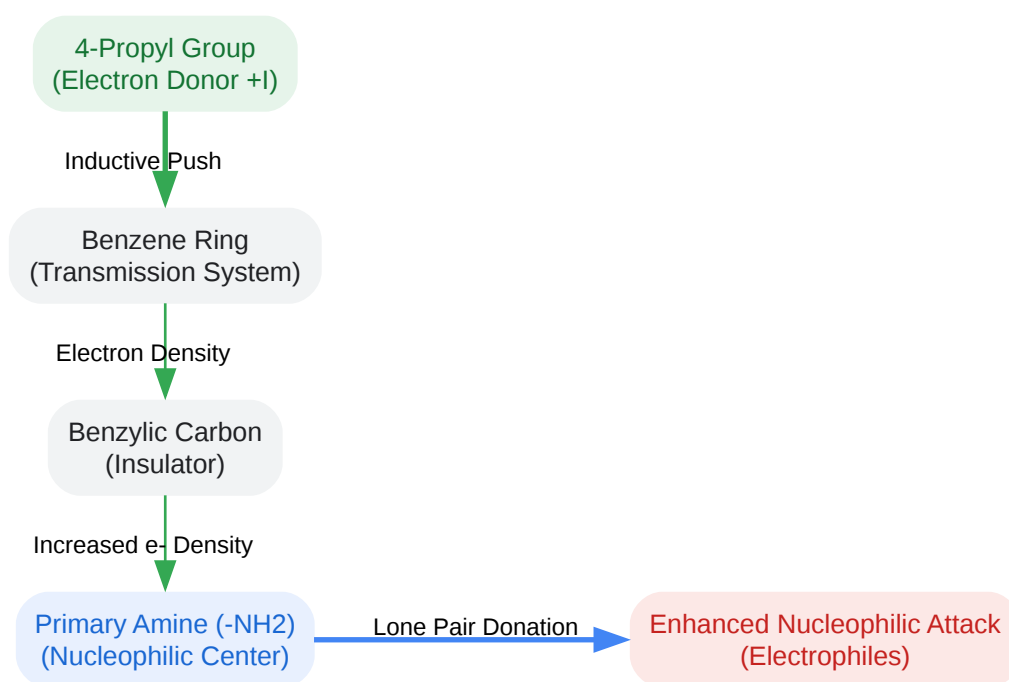 4-Propyl Group
(Electron Donor +I)
Inductive Push
Benzene Ring
(Transmission System)
Electron Density
Benzylic Carbon
(Insulator)
Increased e- Density
Primary Amine (-NH2)
(Nucleophilic Center)
Lone Pair Donation
Enhanced Nucleophilic Attack
(Electrophiles)